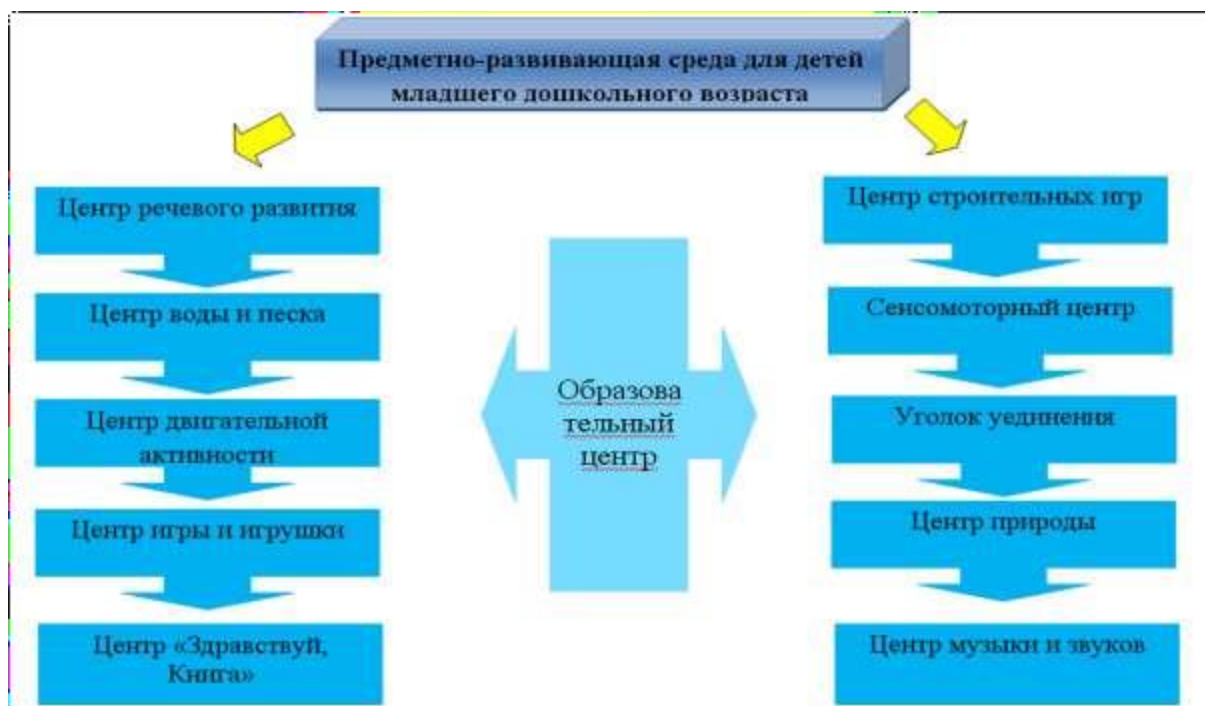 Предметно-развивающая среда для детей
младшего дошкольного возраста
Центр речевого развития
Центр воды и песка
Центр двигательной
активности
Центр игры и игрушки
Центр «Здравствуй,
Книга»
Образова
тельный
центр
Центр строительных игр
Сенсомоторный центр
Уголок уединения
Центр природы
Центр музыки и звуков